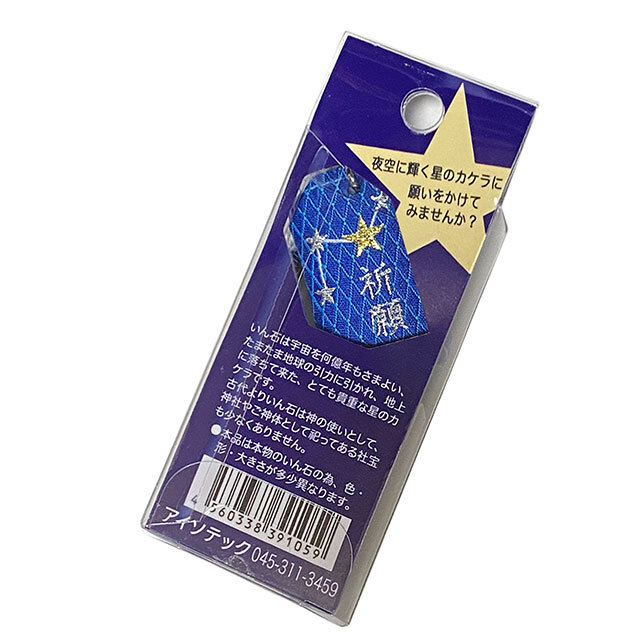 夜空に輝く星のカケラに
願いをかけて
みませんか?
祈願
いん石は宇宙を何億年もさまよい、
たまたま地球の引力に引かれ、地上
に落ちて来た、とても貴重な星のカ
ケラです。
古代よりいん石は神の使いとして、
神社やご神体として祀ってある社宝
も少なくありません。
●本品は本物のいん石の為、色・
形・大きさが多少異なります。
4 560338 391059
アイソテック 045-311-3459